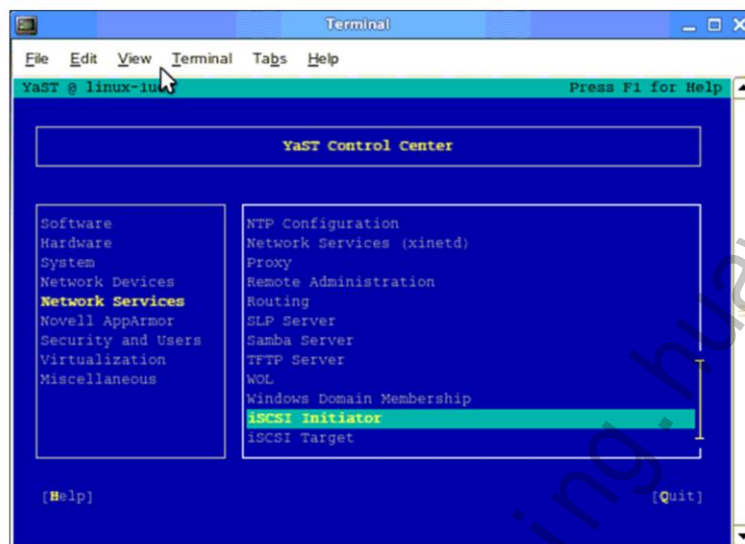 Terminal
File Edit View Terminal Tabs Help
YaST @ linux-1u Press F1 for Help
YaST Control Center
Software
Hardware
System
Network Devices
Network Services
Novell AppArmor
Security and Users
Virtualization
Miscellaneous
NTP Configuration
Network Services (xinetd)
Proxy
Remote Administration
Routing
SLP Server
Samba Server
TFTP Server
WOL
Windows Domain Membership
iSCSI Initiator
iSCSI Target
[Help] [Quit]